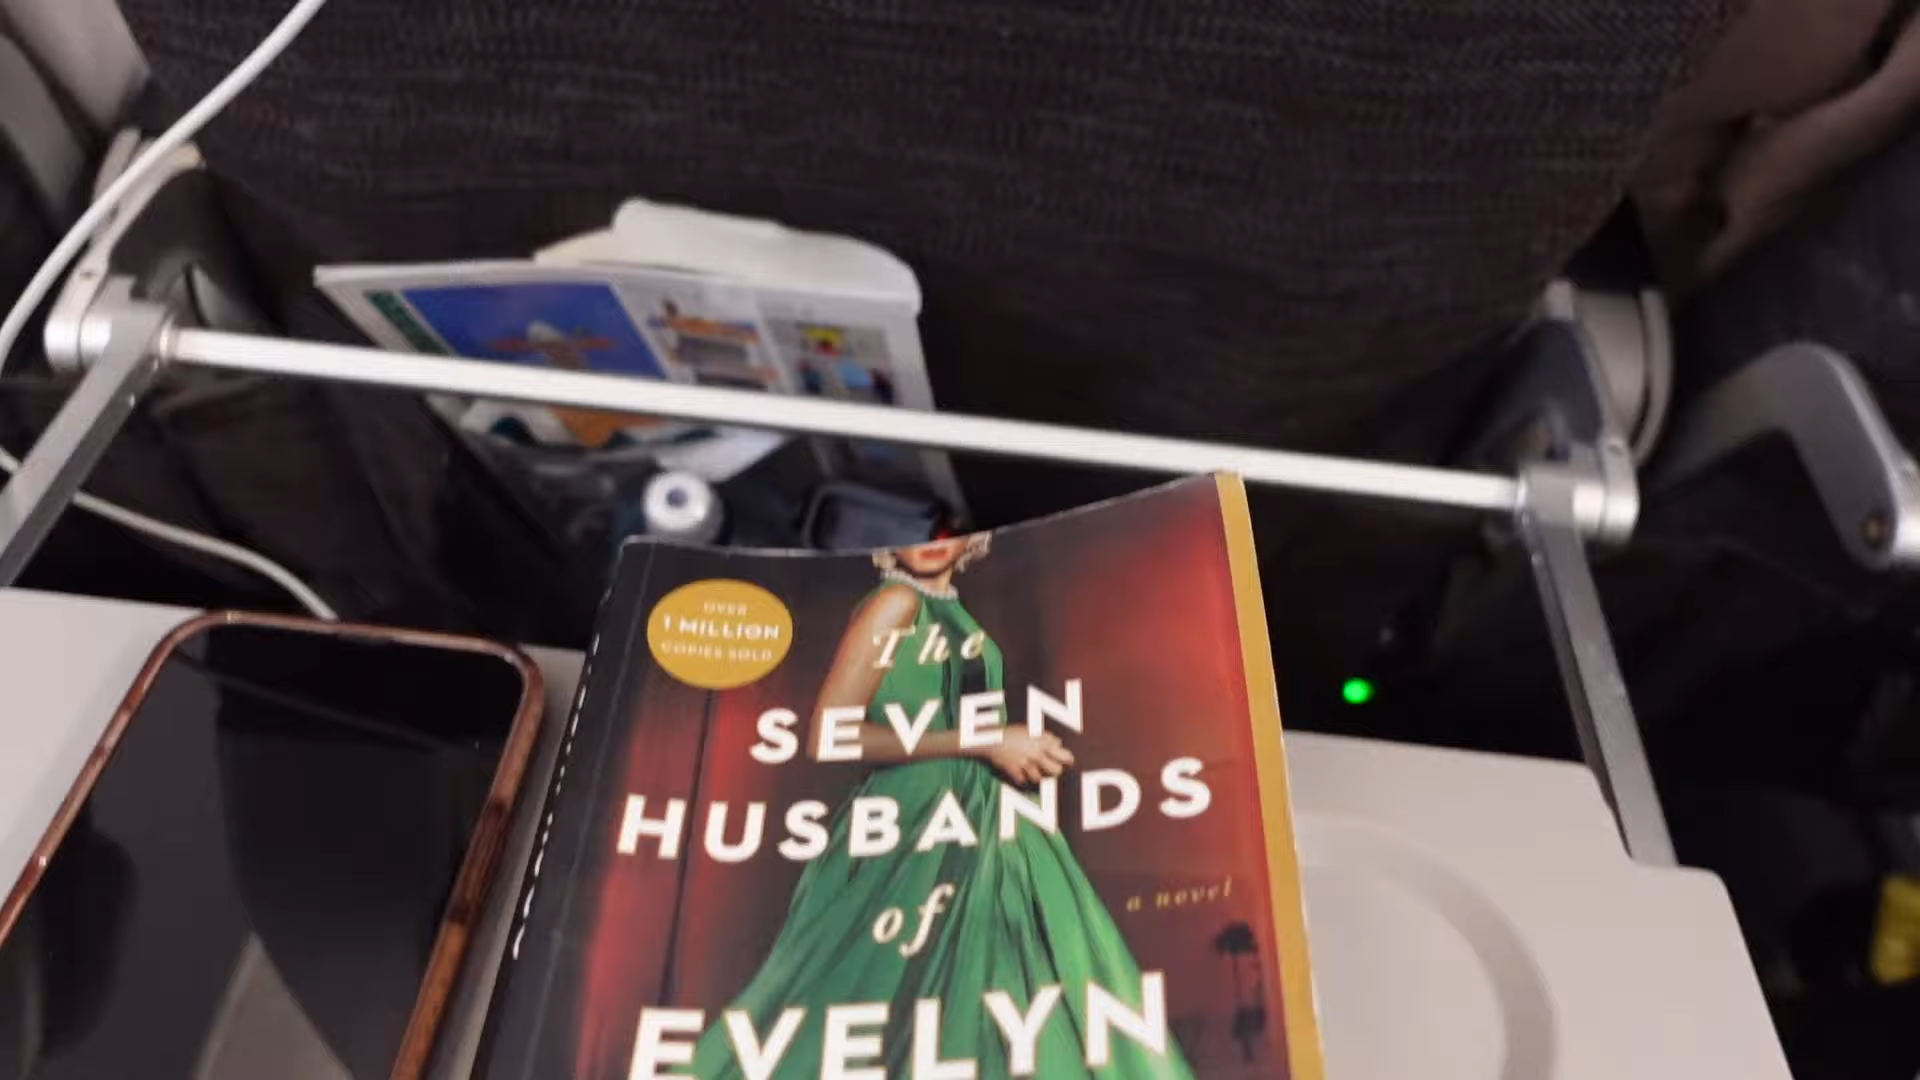 OVER
1 MILLION
COPIES SOLD
The
SEVEN
HUSBANDS
of
a novel
EVELYN